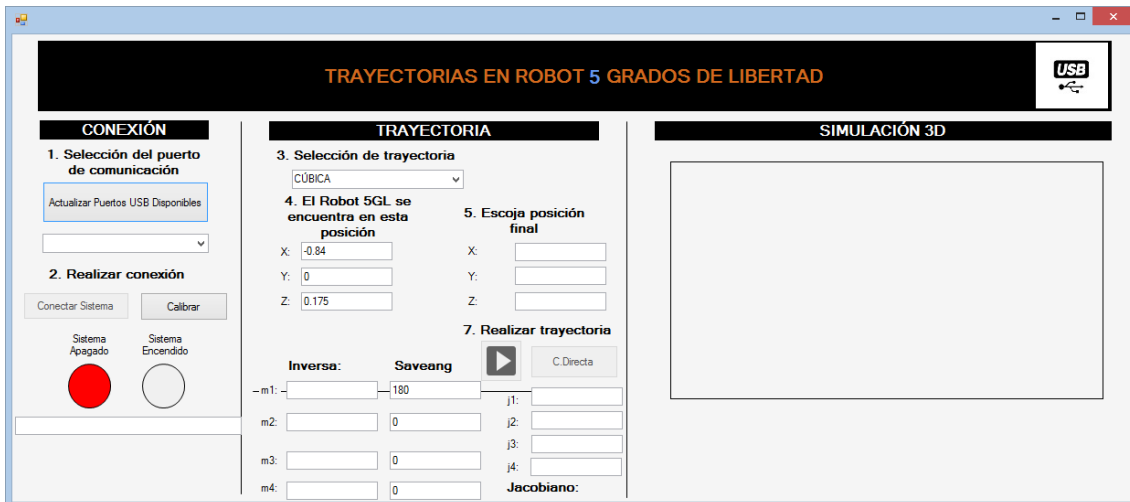 TRAYECTORIAS EN ROBOT 5 GRADOS DE LIBERTAD
USB
CONEXIÓN
1. Selección del puerto
de comunicación
Actualizar Puertos USB Disponibles
2. Realizar conexión
Conectar Sistema
Calibrar
Sistema
Apagado
Sistema
Encendido
TRAYECTORIA
3. Selección de trayectoria
CÚBICA
4. El Robot 5GL se
encuentra en esta
posición
X: -0.84
Y: 0
Z: 0.175
5. Escoja posición
final
X:
Y:
Z:
7. Realizar trayectoria
C.Directa
Inversa: Saveang
m1: 180
m2: 0
m3: 0
m4: 0
j1:
j2:
j3:
j4:
Jacobiano:
SIMULACIÓN 3D